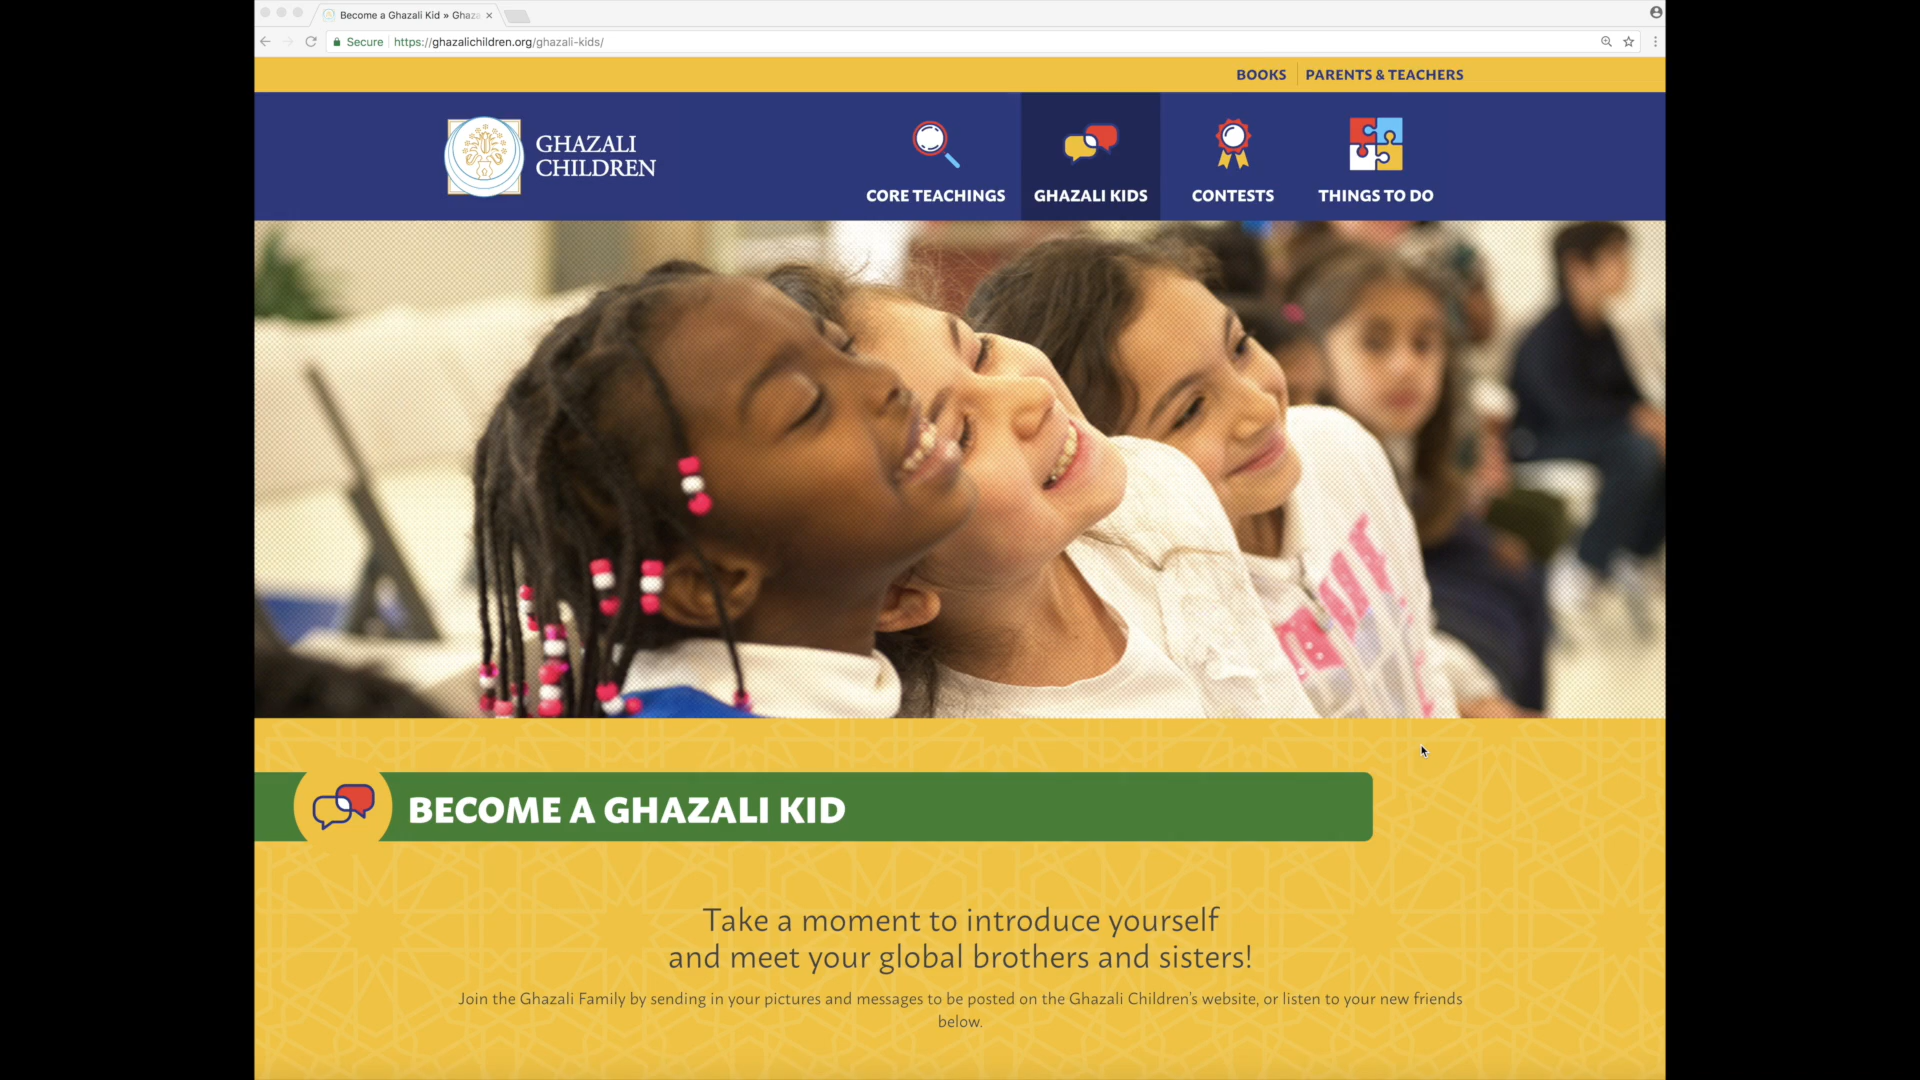 Become a Ghazali Kid » Ghaza
Secure https://ghazalichildren.org/ghazali-kids/
BOOKS PARENTS & TEACHERS
GHAZALI
CHILDREN
CORE TEACHINGS GHAZALI KIDS CONTESTS THINGS TO DO
BECOME A GHAZALI KID
Take a moment to introduce yourself
and meet your global brothers and sisters!
Join the Ghazali Family by sending in your pictures and messages to be posted on the Ghazali Children's website, or listen to your new friends
below.